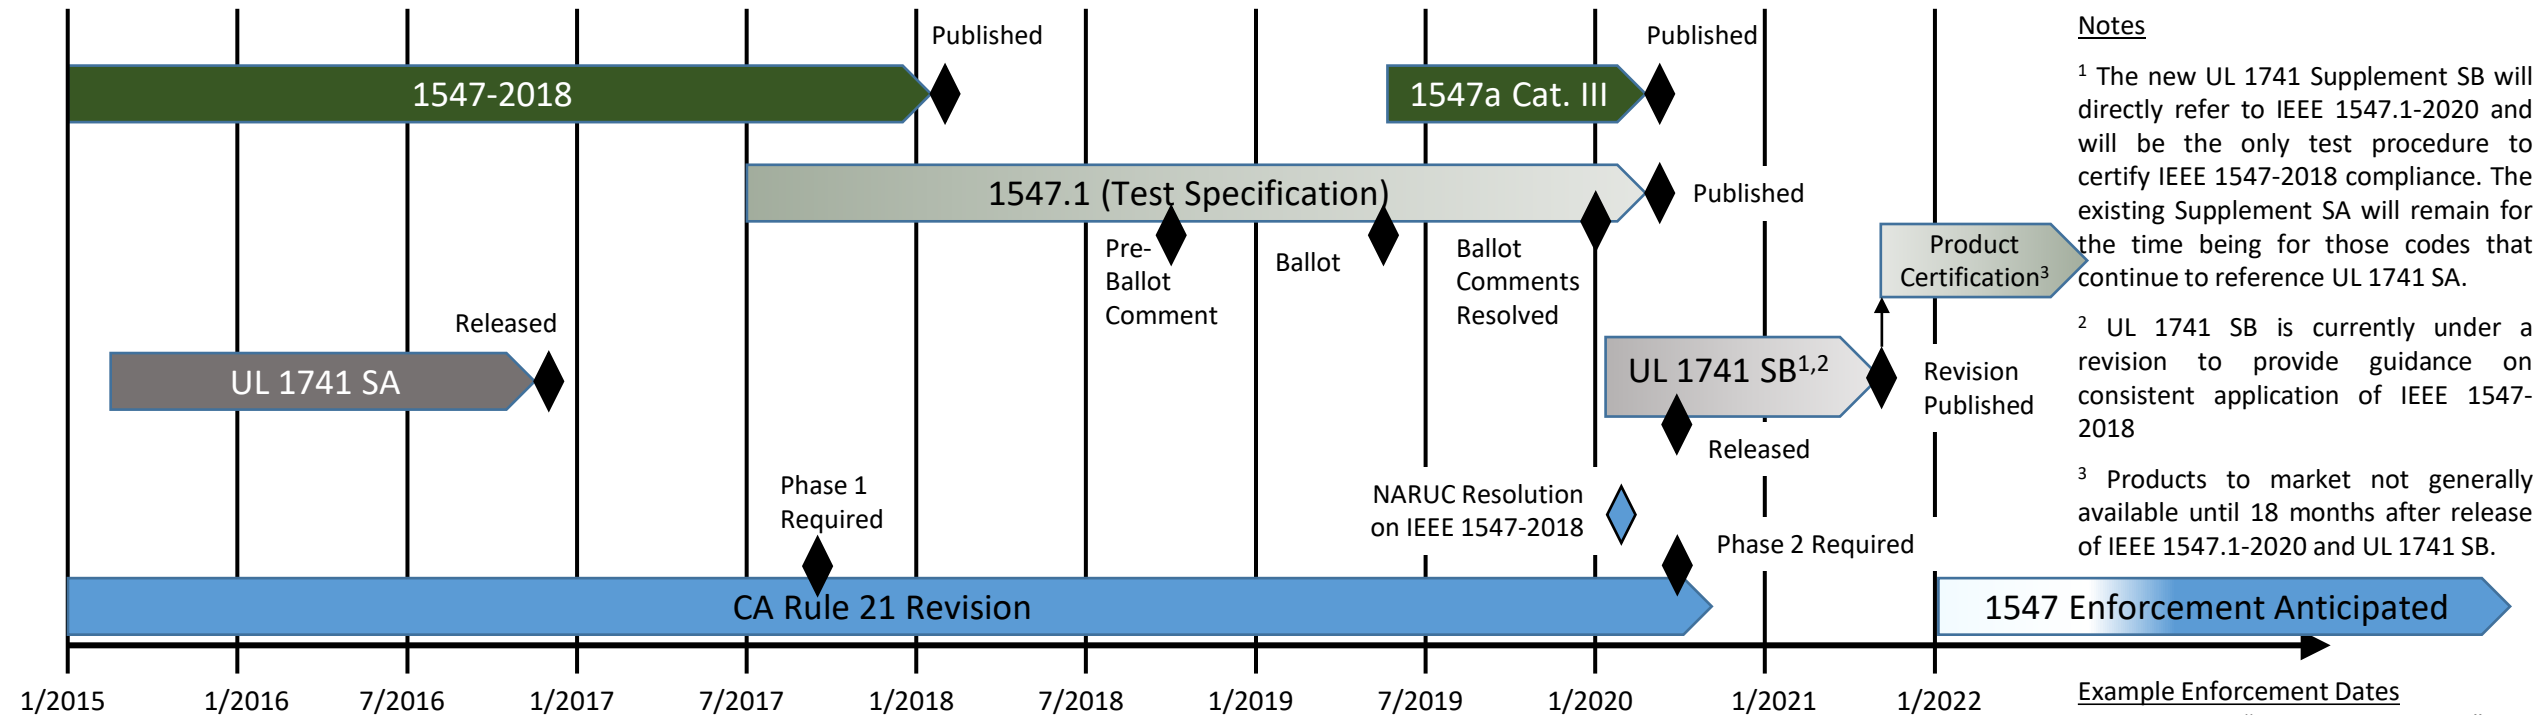 Published
Published
1547-2018
1547a Cat. III
1547.1 (Test Specification)
Published
Pre-
Ballot
Comment
Ballot
Ballot
Comments
Resolved
Product
Certification³
Released
UL 1741 SA
UL 1741 SB¹,²
Revision
Published
Released
Phase 1
Required
NARUC Resolution
on IEEE 1547-2018
Phase 2 Required
CA Rule 21 Revision
1547 Enforcement Anticipated
1/2015
1/2016
7/2016
1/2017
7/2017
1/2018
7/2018
1/2019
7/2019
1/2020
1/2021
1/2022
Notes
¹ The new UL 1741 Supplement SB will
directly refer to IEEE 1547.1-2020 and
will be the only test procedure to
certify IEEE 1547-2018 compliance. The
existing Supplement SA will remain for
the time being for those codes that
continue to reference UL 1741 SA.
² UL 1741 SB is currently under a
revision to provide guidance on
consistent application of IEEE 1547-
2018
³ Products to market not generally
available until 18 months after release
of IEEE 1547.1-2020 and UL 1741 SB.
Example Enforcement Dates